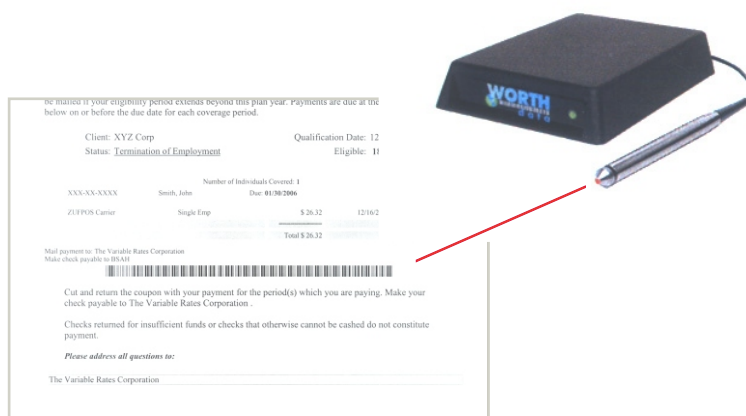 be mailed if your eligibility period extends beyond this plan year. Payments are due at the
below on or before the due date for each coverage period.
Client: XYZ Corp Qualification Date: 12
Status: Termination of Employment Eligible:
Number of Individuals Covered: 1
XXX-XX-XXXX Smith, John Due: 01/30/2006
ZUFPOS Carrier Single Emp $ 26.32 12/16/2
Total $ 26.32
Mail payment to: The Variable Rates Corporation
Make check payable to BSAH
Cut and return the coupon with your payment for the period(s) which you are paying. Make your
check payable to The Variable Rates Corporation .
Checks returned for insufficient funds or checks that otherwise cannot be cashed do not constitute
payment.
Please address all questions to:
The Variable Rates Corporation
WORTH
data